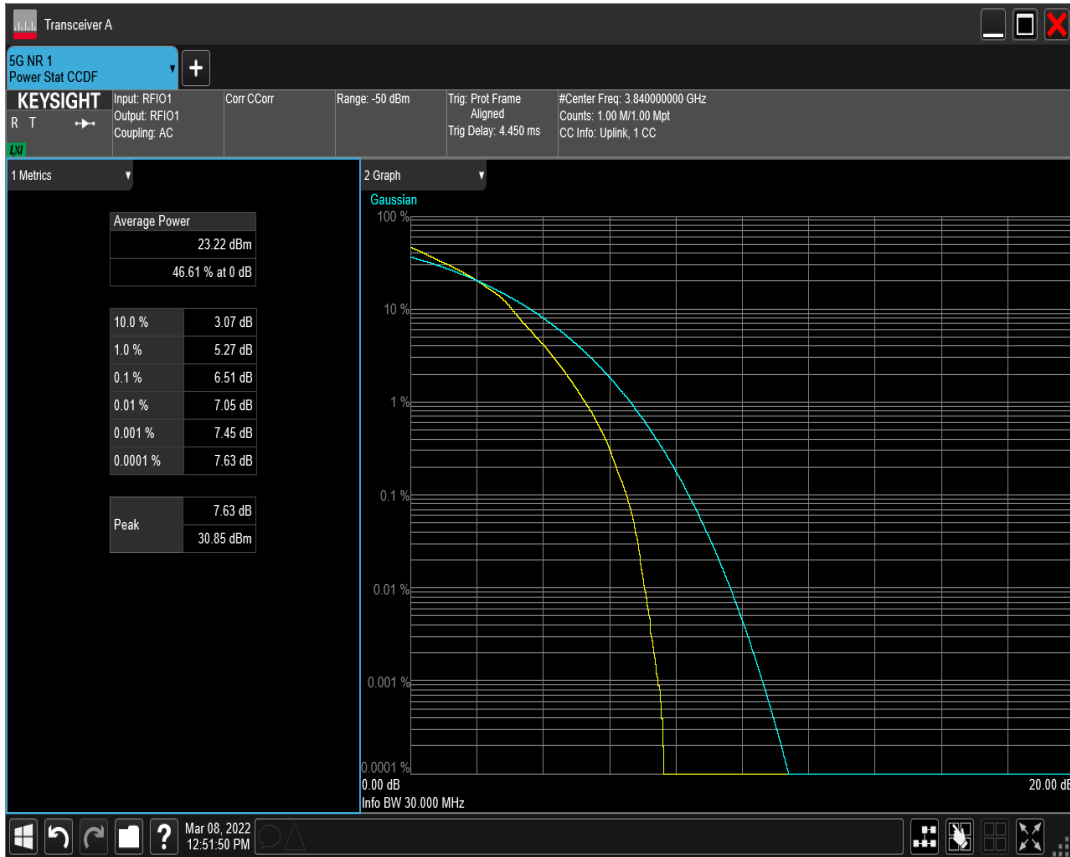 Transceiver A
5G NR 1
Power Stat CCDF
+
KEYSIGHT
R T
LXI
Input: RFIO1
Output: RFIO1
Coupling: AC
Corr CCorr
Range: -50 dBm
Trig: Prot Frame
Aligned
Trig Delay: 4.450 ms
#Center Freq: 3.840000000 GHz
Counts: 1.00 M/1.00 Mpt
CC Info: Uplink, 1 CC
1 Metrics
Average Power
23.22 dBm
46.61 % at 0 dB
10.0 % 3.07 dB
1.0 % 5.27 dB
0.1 % 6.51 dB
0.01 % 7.05 dB
0.001 % 7.45 dB
0.0001 % 7.63 dB
Peak 7.63 dB
30.85 dBm
2 Graph
Gaussian
100 %
10 %
1 %
0.1 %
0.01 %
0.001 %
0.0001 %
0.00 dB 20.00 dB
Info BW 30.000 MHz
?
Mar 08, 2022
12:51:50 PM